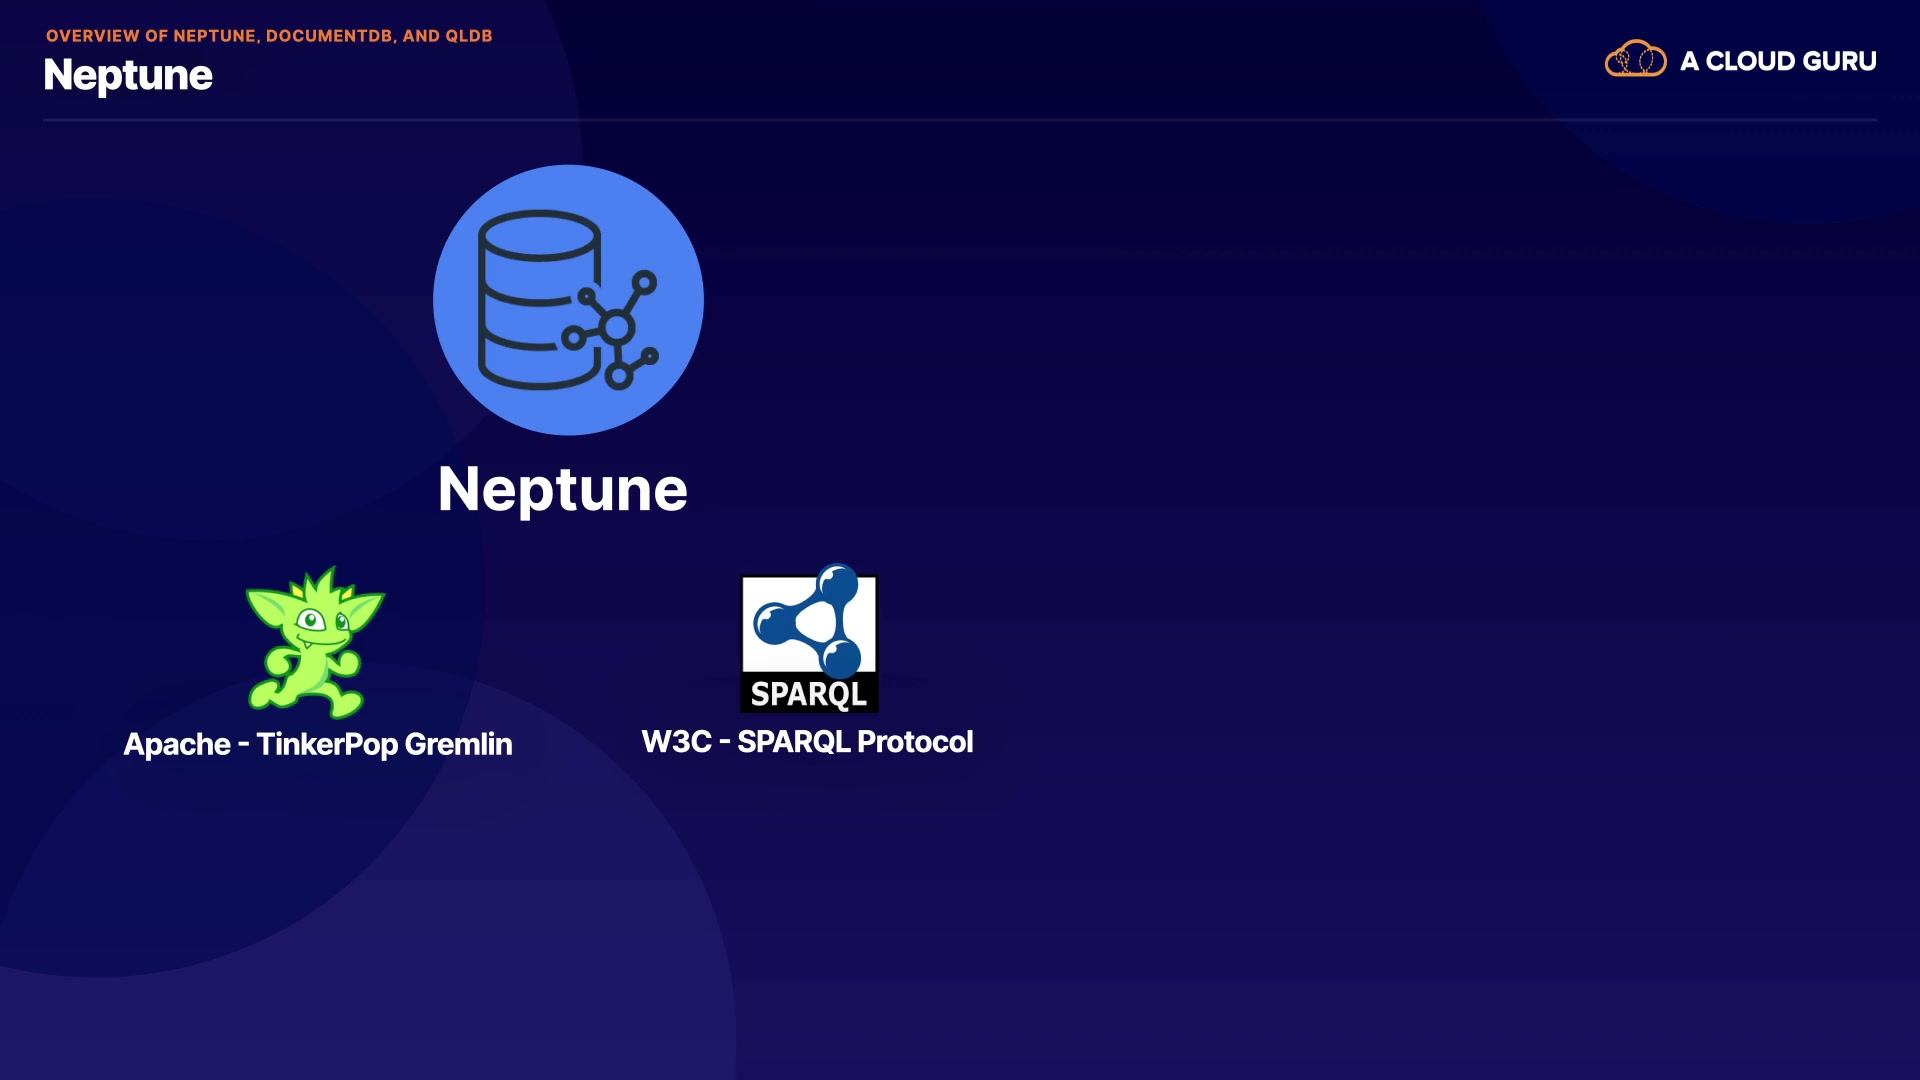 OVERVIEW OF NEPTUNE, DOCUMENTDB, AND QLDB
Neptune
A CLOUD GURU
Neptune
SPARQL
Apache - TinkerPop Gremlin
W3C - SPARQL Protocol